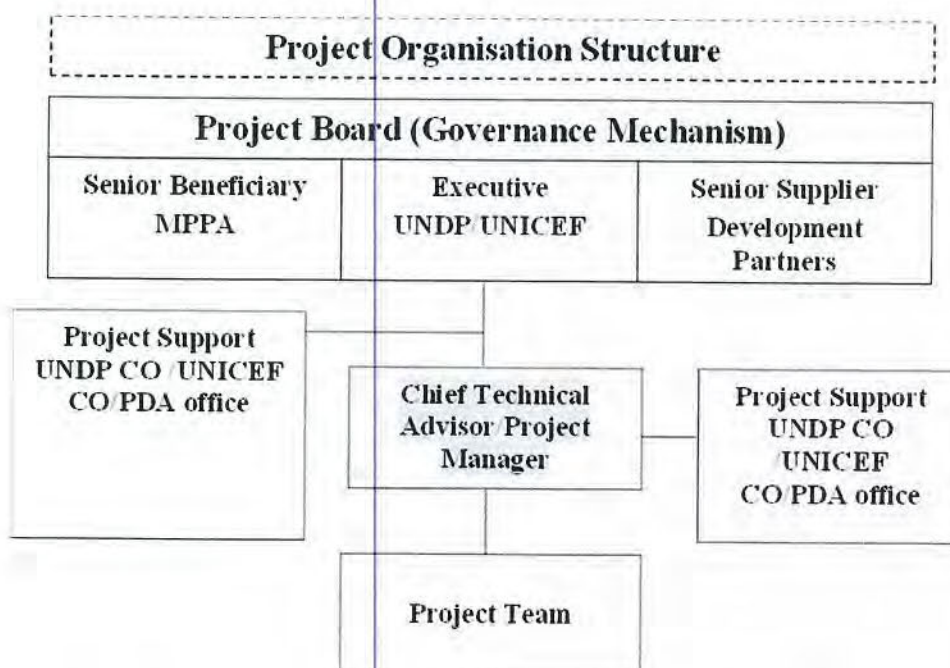 Project Organisation Structure
Project Board (Governance Mechanism)
Senior Beneficiary
MPPA
Executive
UNDP/UNICEF
Senior Supplier
Development
Partners
Project Support
UNDP CO /UNICEF
CO/PDA office
Chief Technical
Advisor/Project
Manager
Project Support
UNDP CO
/UNICEF
CO/PDA office
Project Team